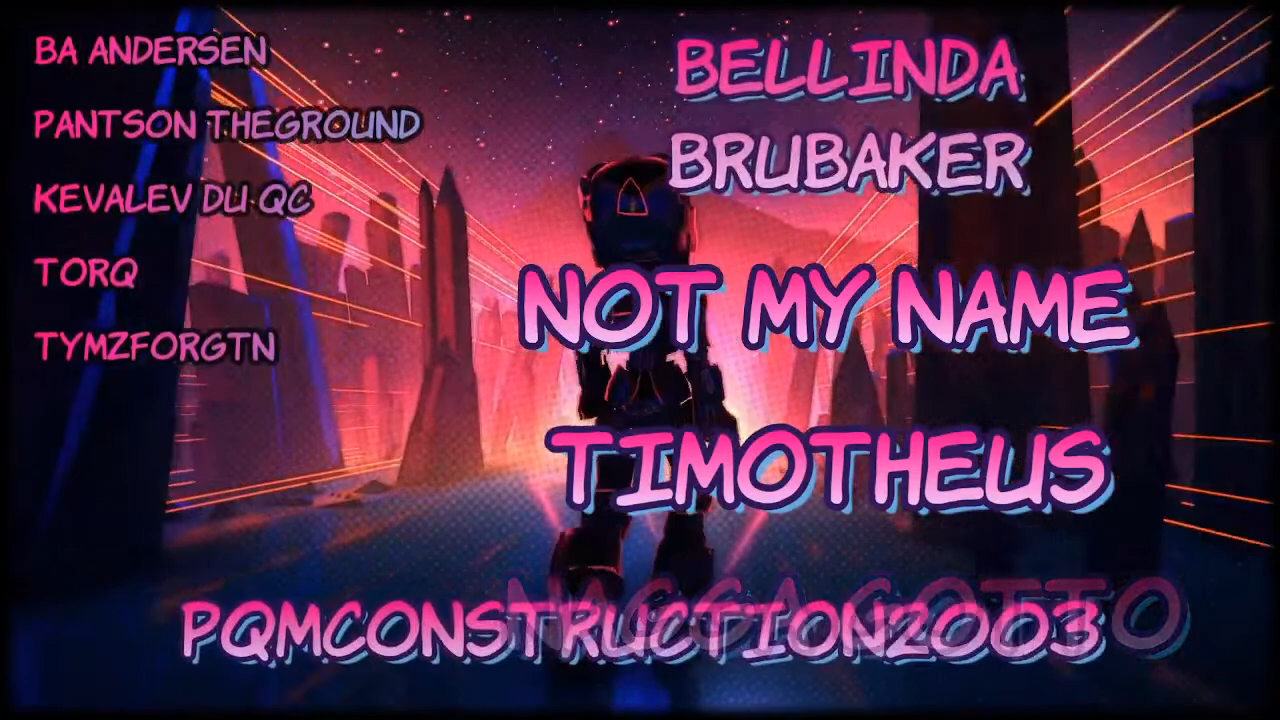 BA ANDERSEN
PANTSON THEGROUND
KEVALEV DU QC
TORQ
TYMZFORGTN
BELLINDA
BRUBAKER
NOT MY NAME
TIMOTHEUS
PQMCONSTRUCTION2003